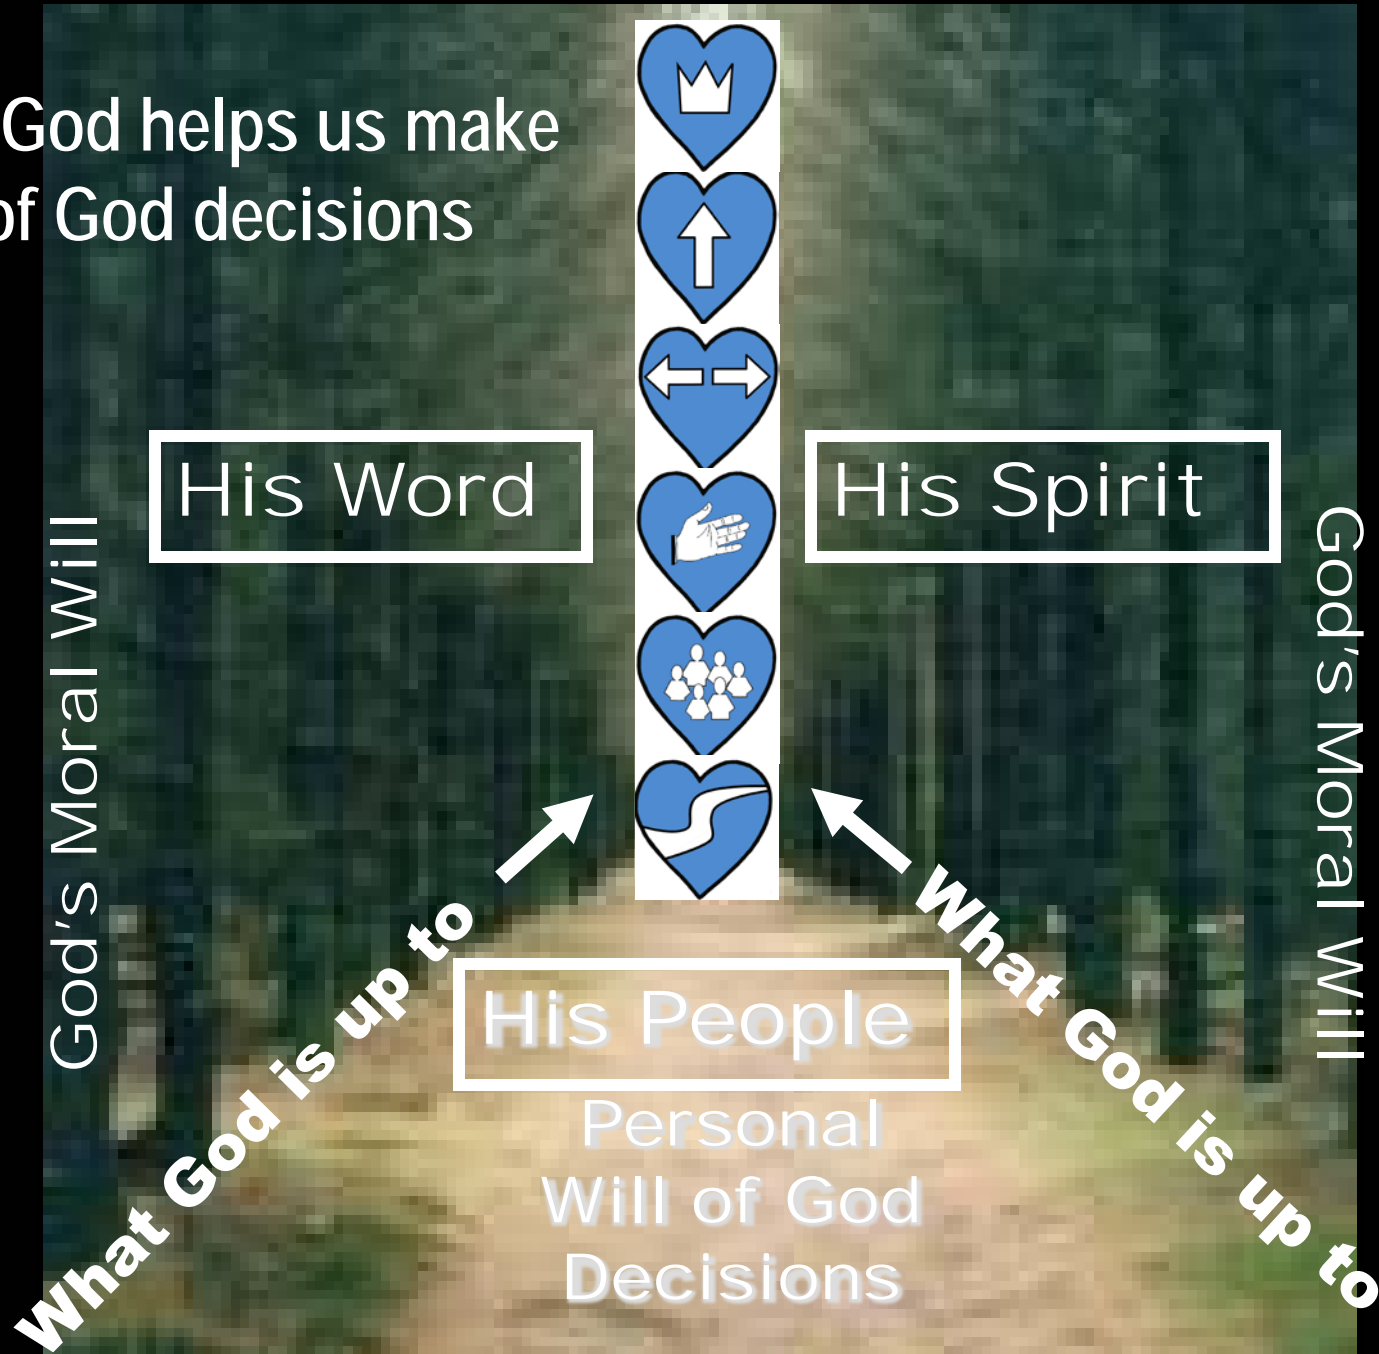 God helps us make
of God decisions
His Word
His Spirit
God's Moral Will
God's Moral Will
What God is up to
What God is up to
His People
Personal
Will of God
Decisions